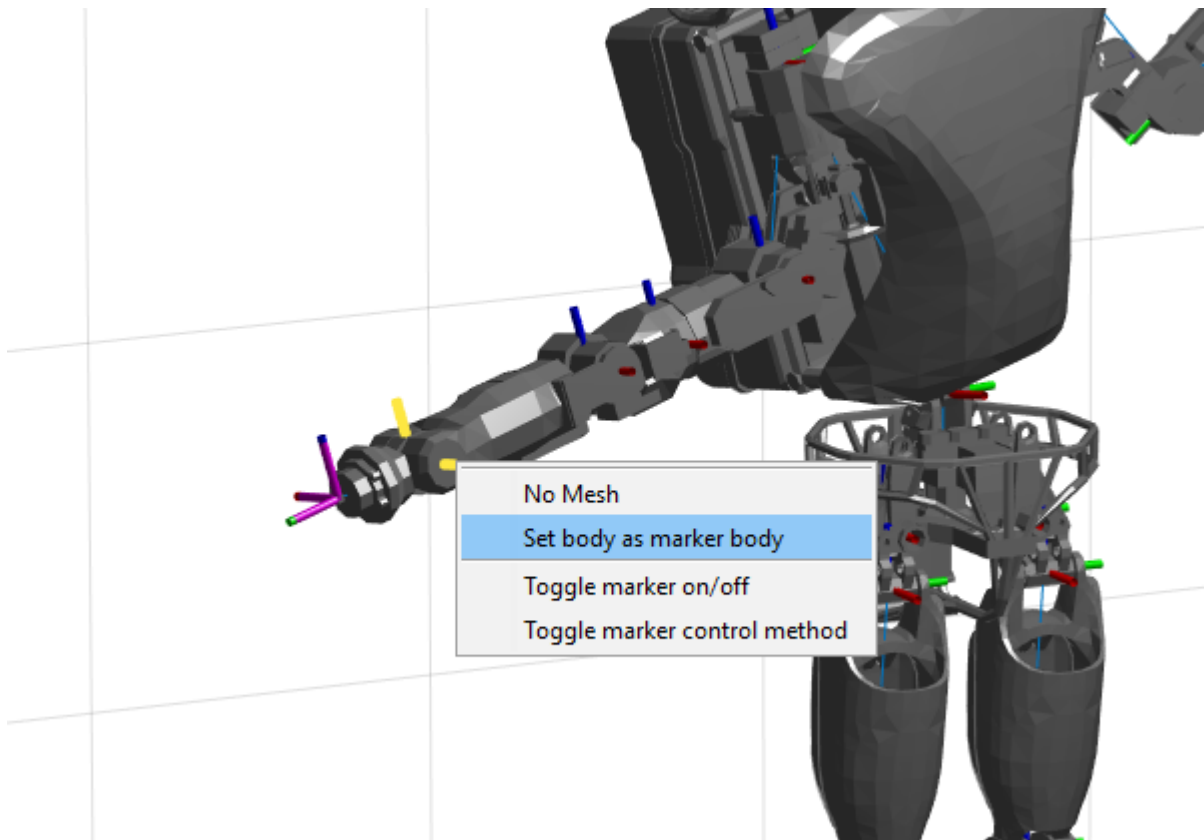 No Mesh
Set body as marker body
Toggle marker on/off
Toggle marker control method